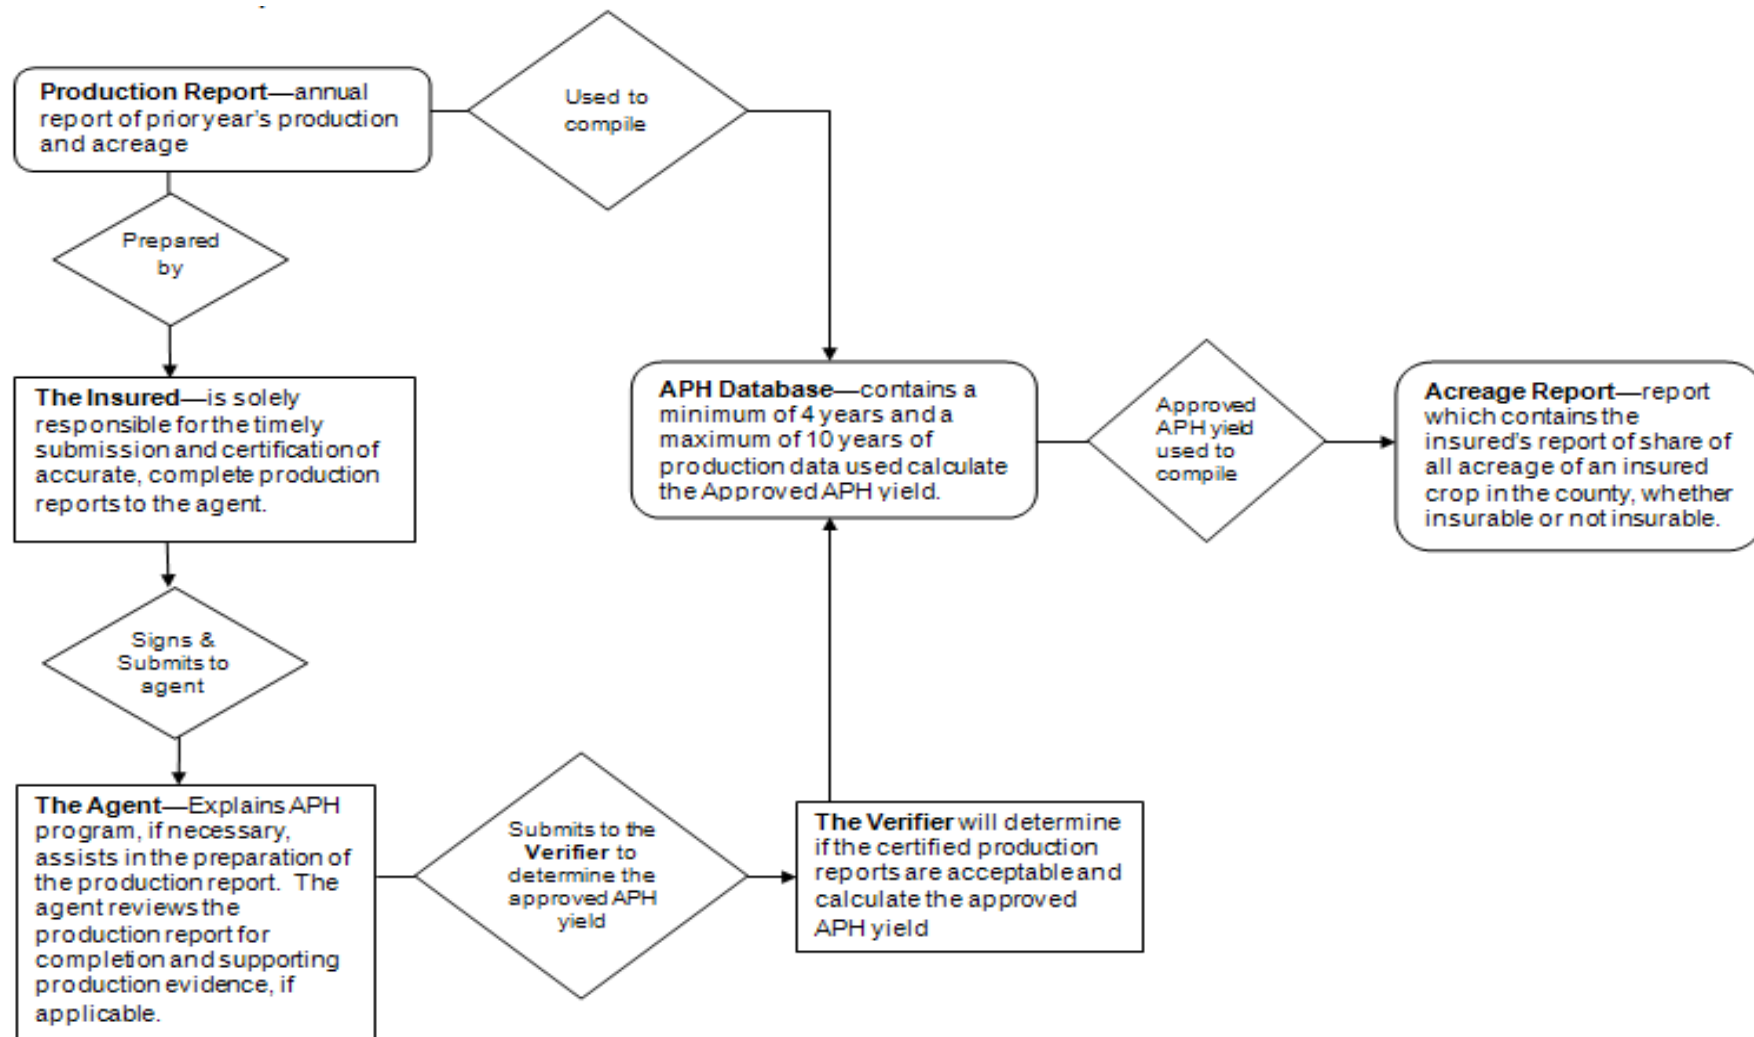 Production Report—annual
report of prior year's production
and acreage
Used to
compile
Prepared
by
The Insured—is solely
responsible for the timely
submission and certification of
accurate, complete production
reports to the agent.
APH Database—contains a
minimum of 4 years and a
maximum of 10 years of
production data used calculate
the Approved APH yield.
Approved
APH yield
used to
compile
Acreage Report—report
which contains the
insured's report of share of
all acreage of an insured
crop in the county, whether
insurable or not insurable.
Signs &
Submits to
agent
The Agent—Explains APH
program, if necessary,
assists in the preparation of
the production report.  The
agent reviews the
production report for
completion and supporting
production evidence, if
applicable.
Submits to the
Verifier to
determine the
approved APH
yield
The Verifier will determine
if the certified production
reports are acceptable and
calculate the approved
APH yield